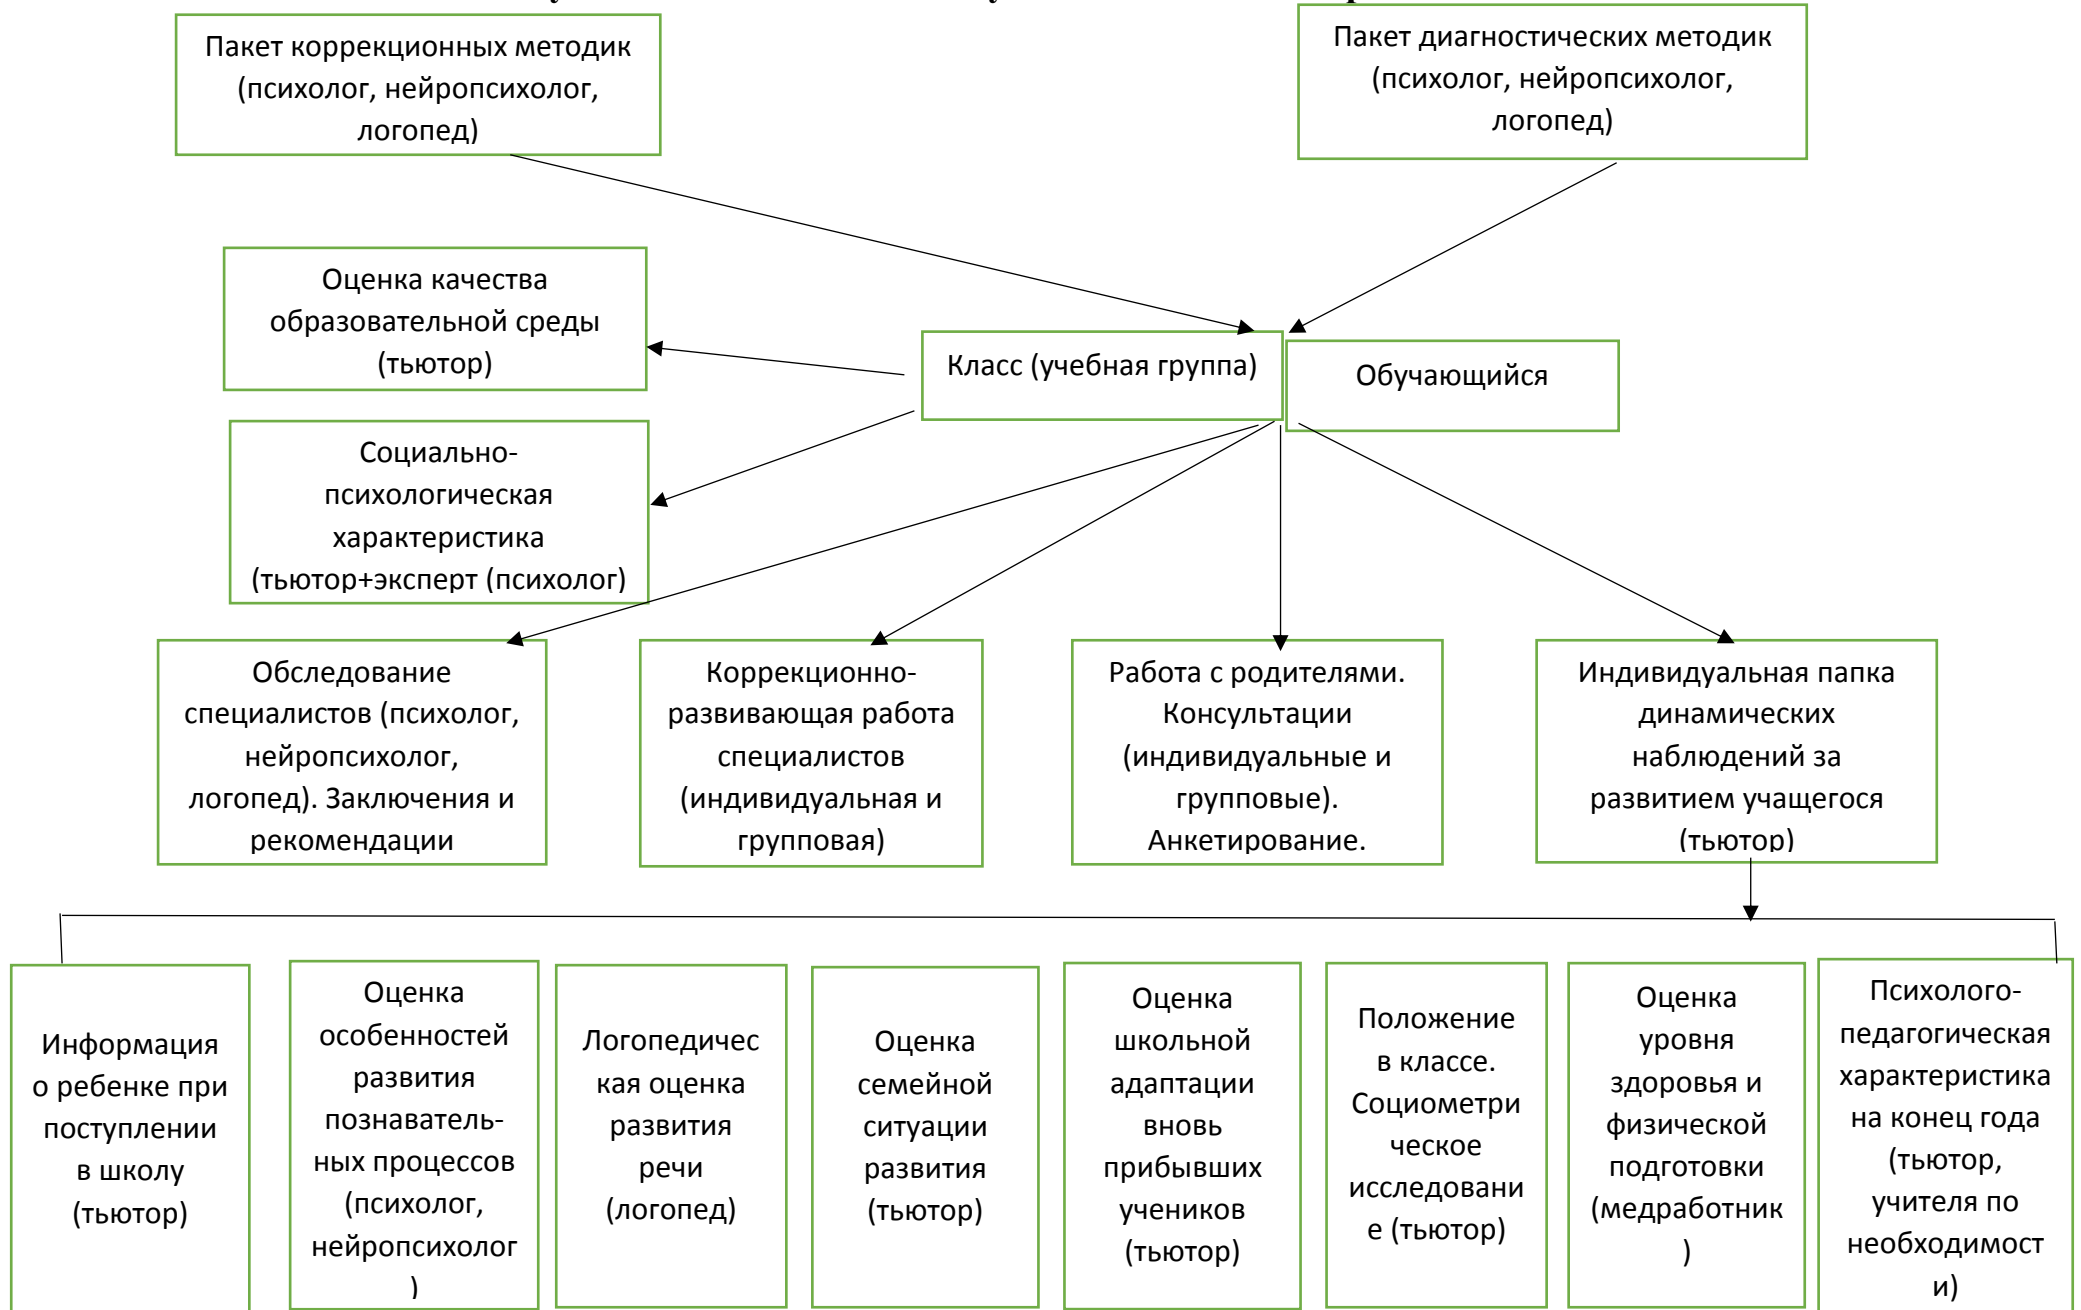 Пакет коррекционных методик
(психолог, нейропсихолог,
логопед)
Пакет диагностических методик
(психолог, нейропсихолог,
логопед)
Оценка качества
образовательной среды
(тьютор)
Класс (учебная группа)
Обучающийся
Социально-
психологическая
характеристика
(тьютор+эксперт (психолог)
Обследование
специалистов (психолог,
нейропсихолог,
логопед). Заключения и
рекомендации
Коррекционно-
развивающая работа
специалистов
(индивидуальная и
групповая)
Работа с родителями.
Консультации
(индивидуальные и
групповые).
Анкетирование.
Индивидуальная папка
динамических
наблюдений за
развитием учащегося
(тьютор)
Информация
о ребенке при
поступлении
в школу
(тьютор)
Оценка
особенностей
развития
познаватель-
ных процессов
(психолог,
нейропсихолог
)
Логопедичес
кая оценка
развития
речи
(логопед)
Оценка
семейной
ситуации
развития
(тьютор)
Оценка
школьной
адаптации
вновь
прибывших
учеников
(тьютор)
Положение
в классе.
Социометри
ческое
исследовани
е (тьютор)
Оценка
уровня
здоровья и
физической
подготовки
(медработник
)
Психолого-
педагогическая
характеристика
на конец года
(тьютор,
учителя по
необходимост
и)